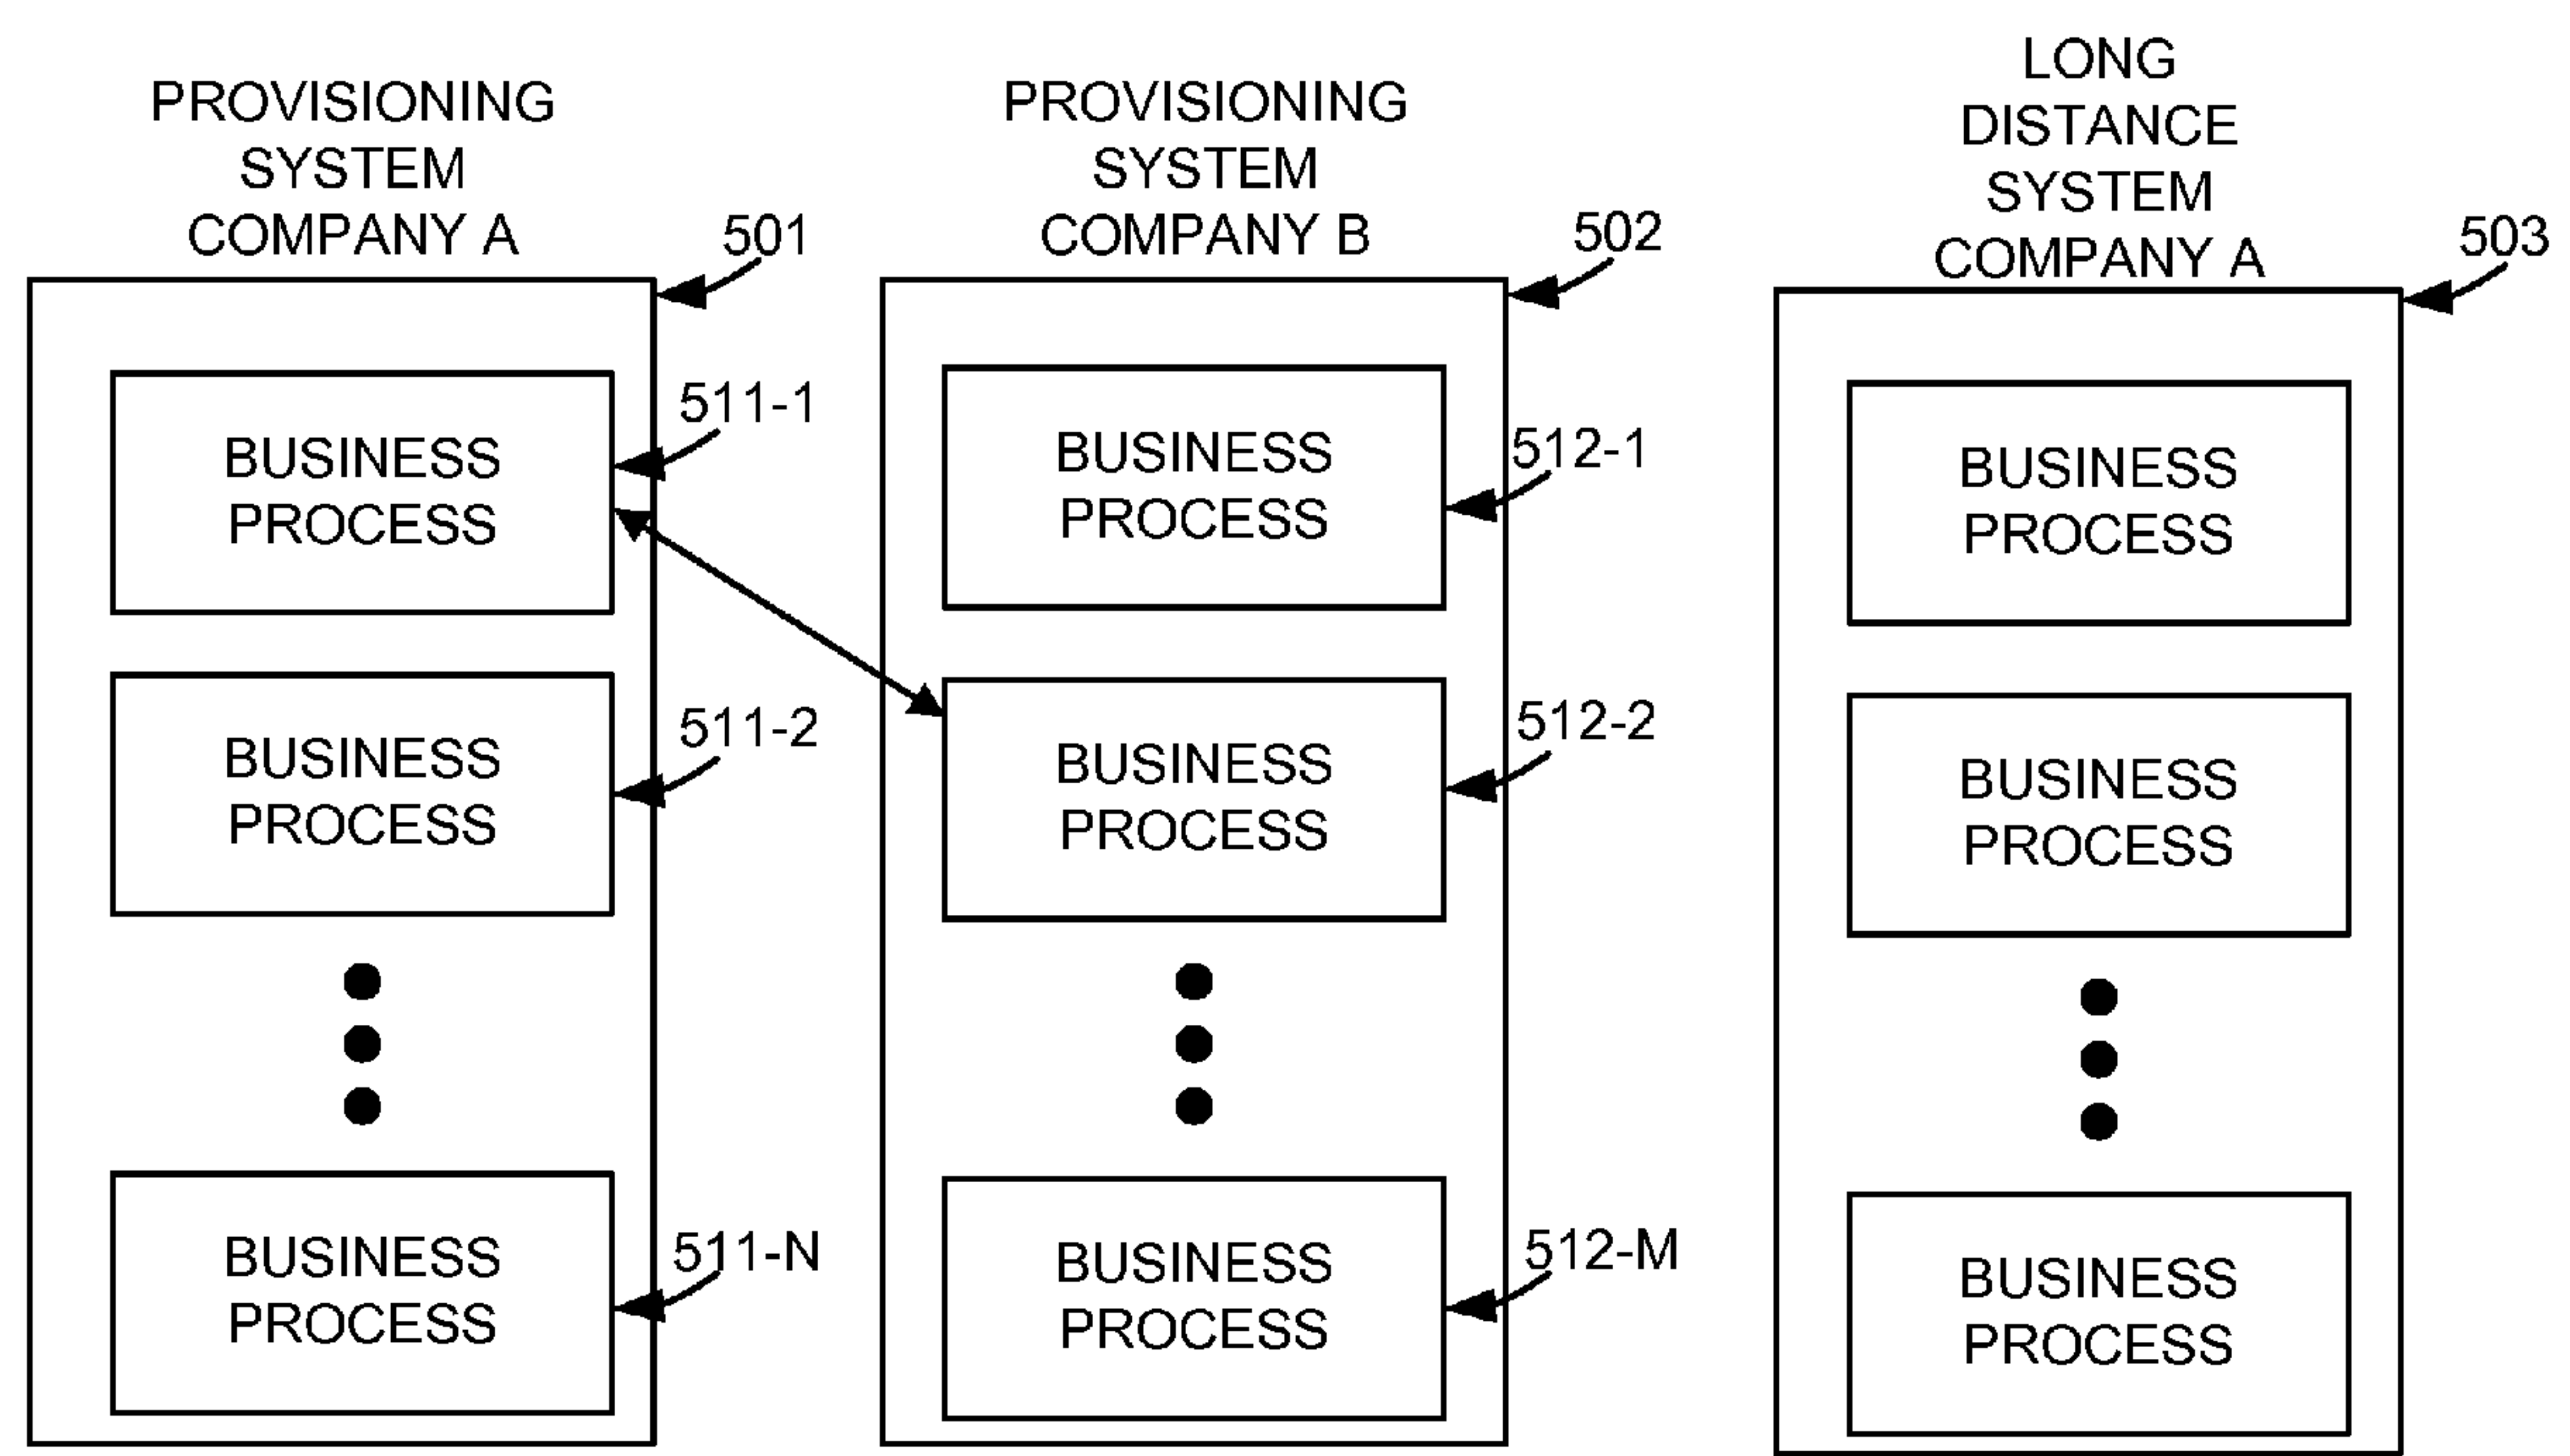 PROVISIONING
SYSTEM
COMPANY A
501
BUSINESS
PROCESS
511-1
BUSINESS
PROCESS
511-2
BUSINESS
PROCESS
511-N
PROVISIONING
SYSTEM
COMPANY B
502
BUSINESS
PROCESS
512-1
BUSINESS
PROCESS
512-2
BUSINESS
PROCESS
512-M
LONG
DISTANCE
SYSTEM
COMPANY A
503
BUSINESS
PROCESS
BUSINESS
PROCESS
BUSINESS
PROCESS